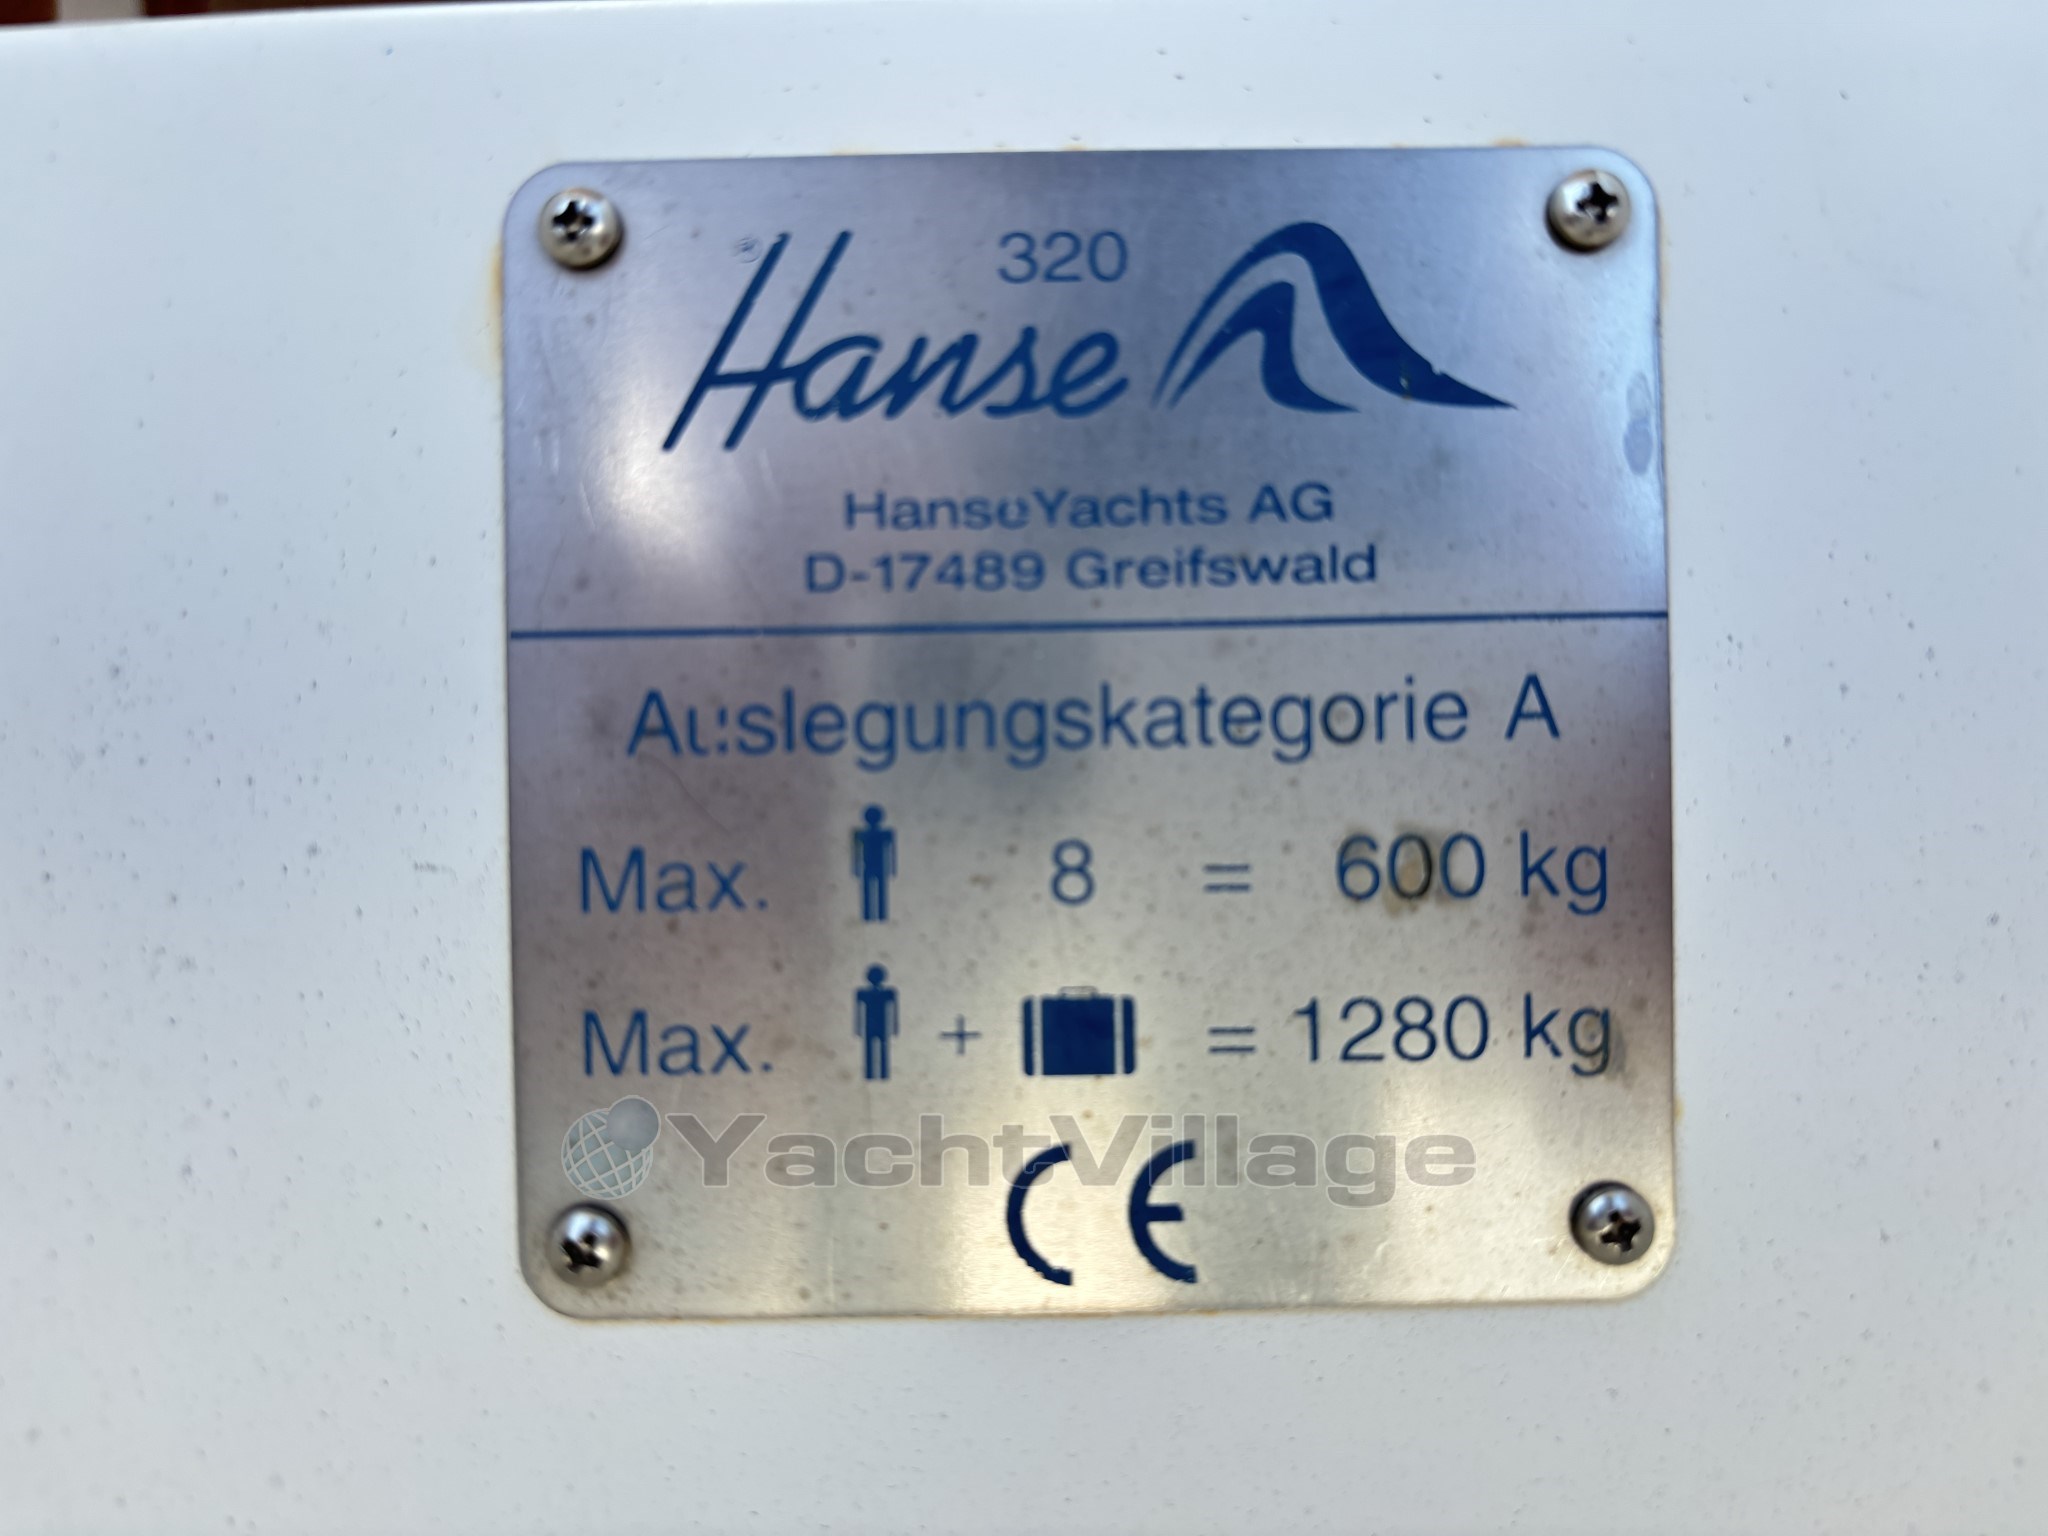 320
Hanse
HanseYachts AG
D-17489 Greifswald
Auslegungskategorie A
Max. 8 = 600 kg
Max. + = 1280 kg
YachtVillage
CE